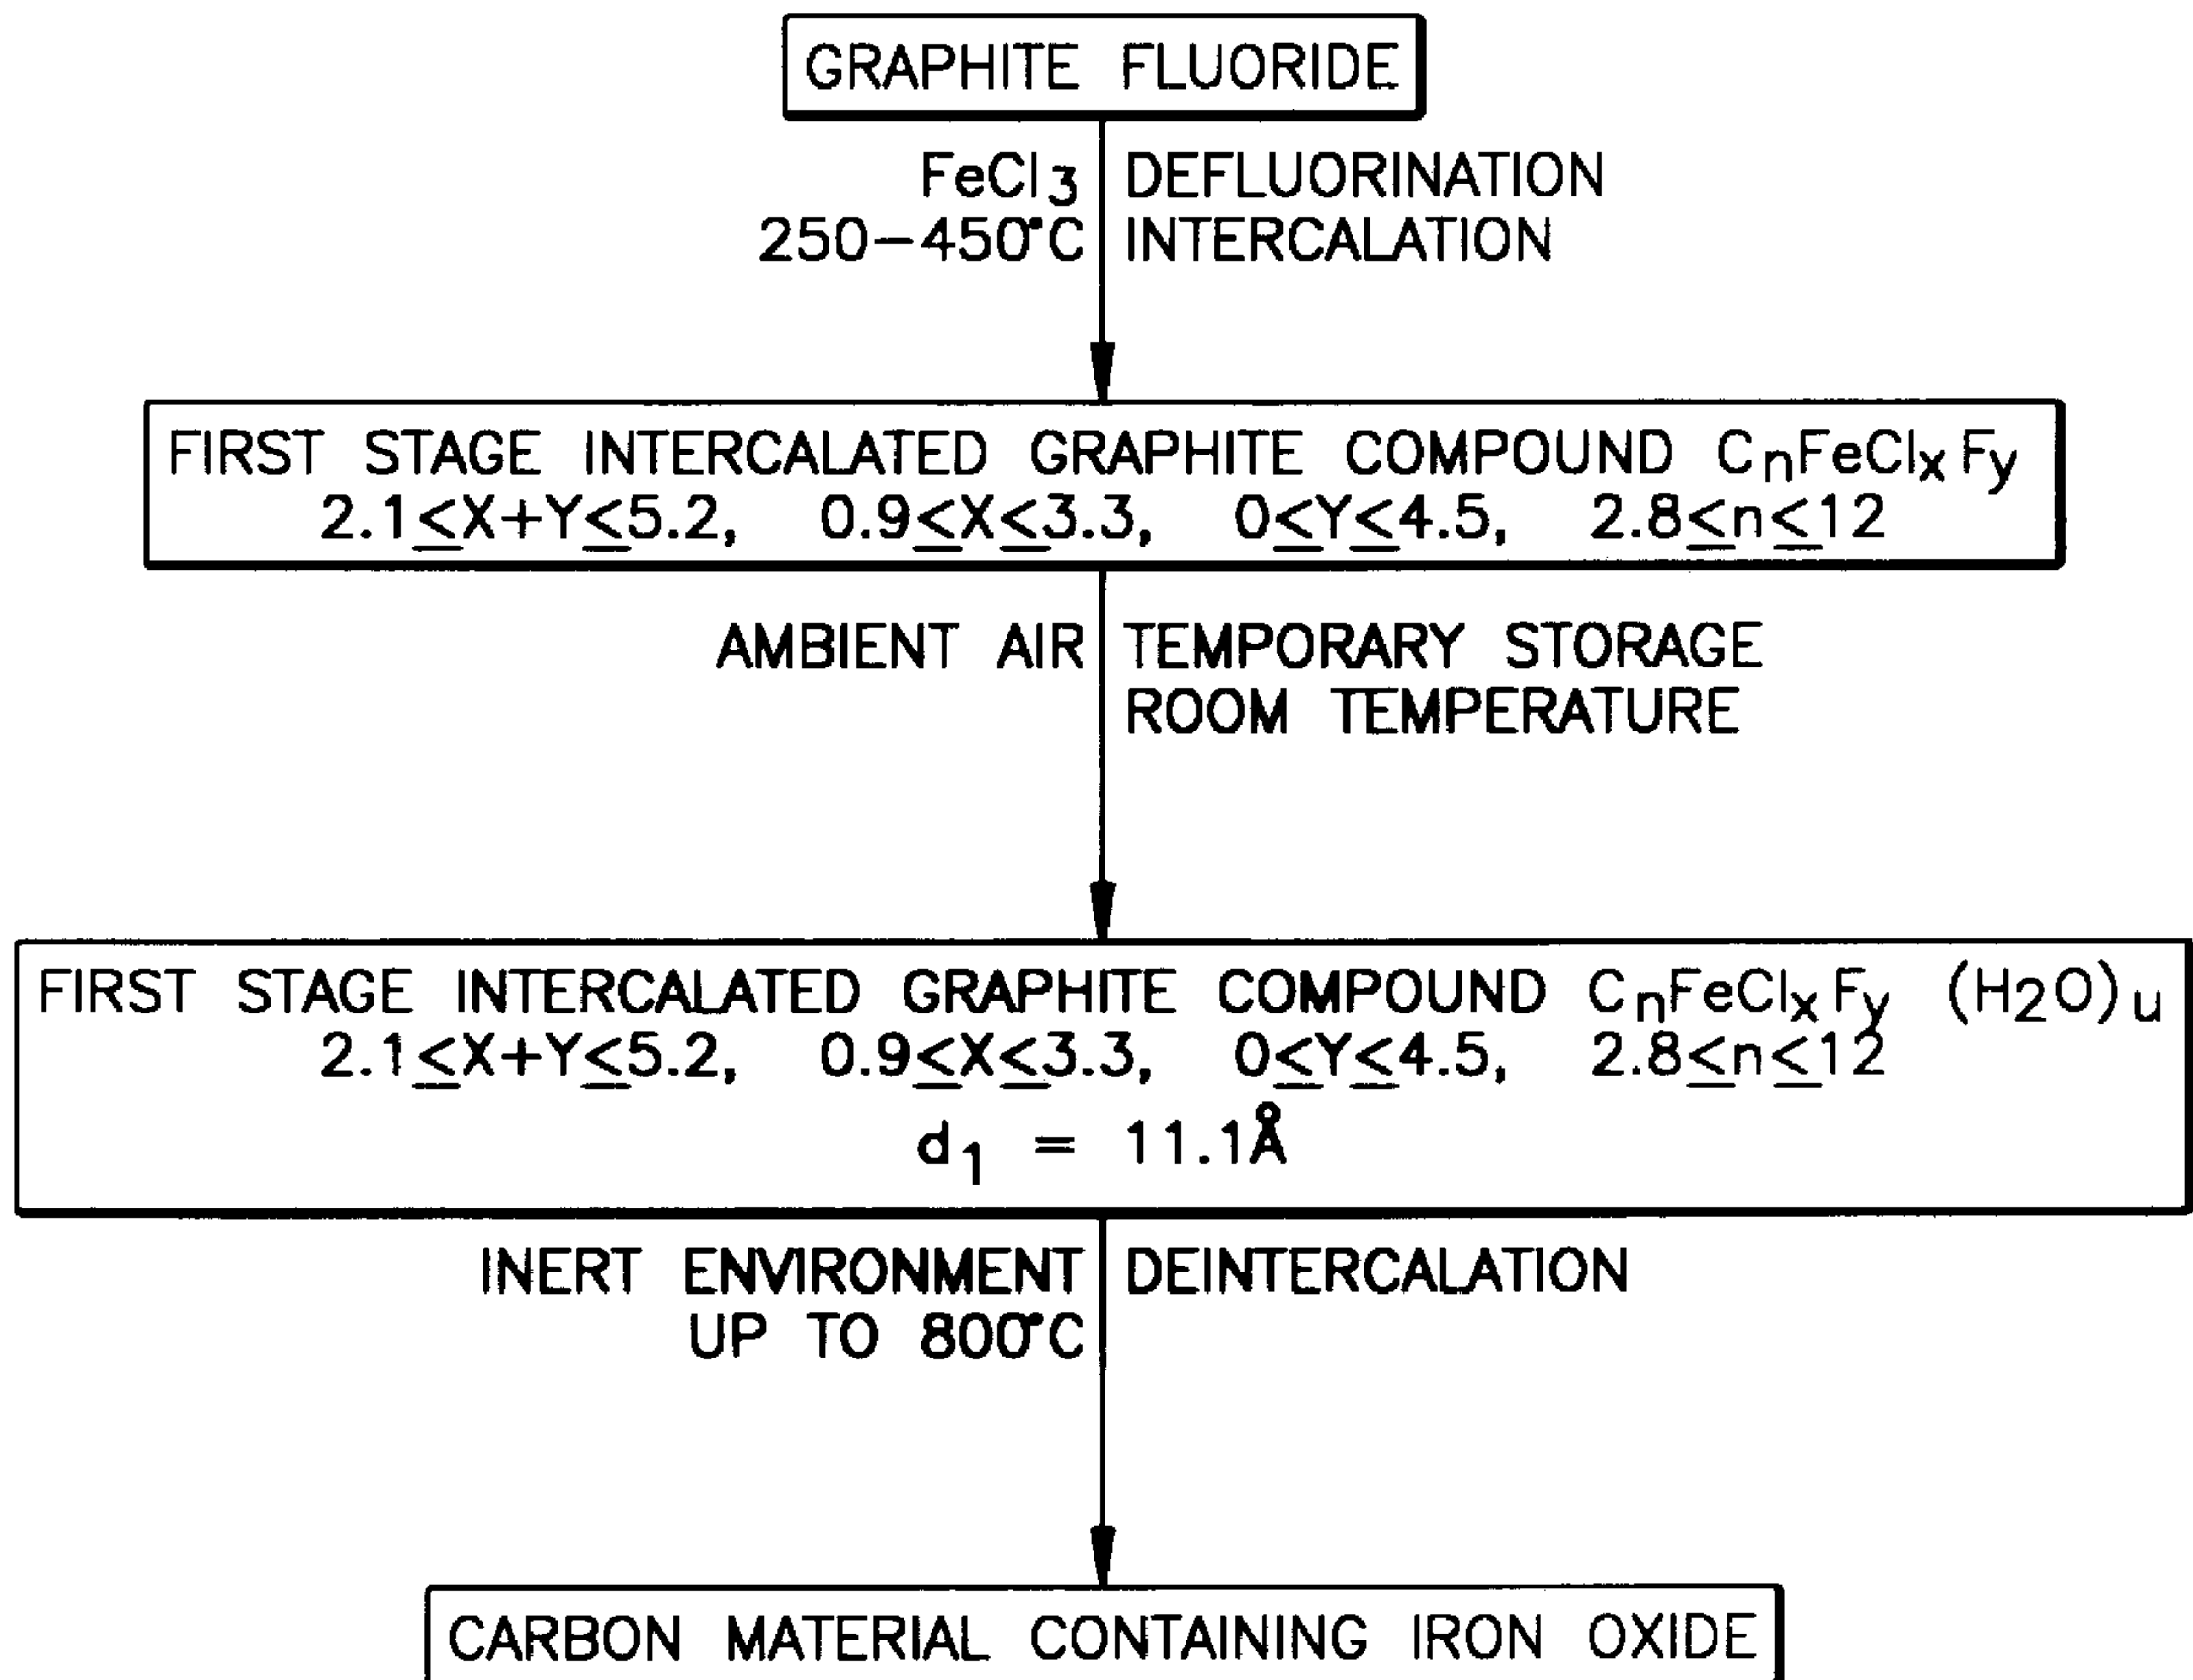 GRAPHITE FLUORIDE
FeCl3 DEFLUORINATION
250–450°C INTERCALATION
FIRST STAGE INTERCALATED GRAPHITE COMPOUND CnFeClxFy
2.1≤X+Y≤5.2, 0.9≤X≤3.3, 0≤Y≤4.5, 2.8≤n≤12
AMBIENT AIR TEMPORARY STORAGE
ROOM TEMPERATURE
FIRST STAGE INTERCALATED GRAPHITE COMPOUND CnFeClxFy (H2O)u
2.1≤X+Y≤5.2, 0.9≤X≤3.3, 0≤Y≤4.5, 2.8≤n≤12
d1 = 11.1Å
INERT ENVIRONMENT DEINTERCALATION
UP TO 800°C
CARBON MATERIAL CONTAINING IRON OXIDE